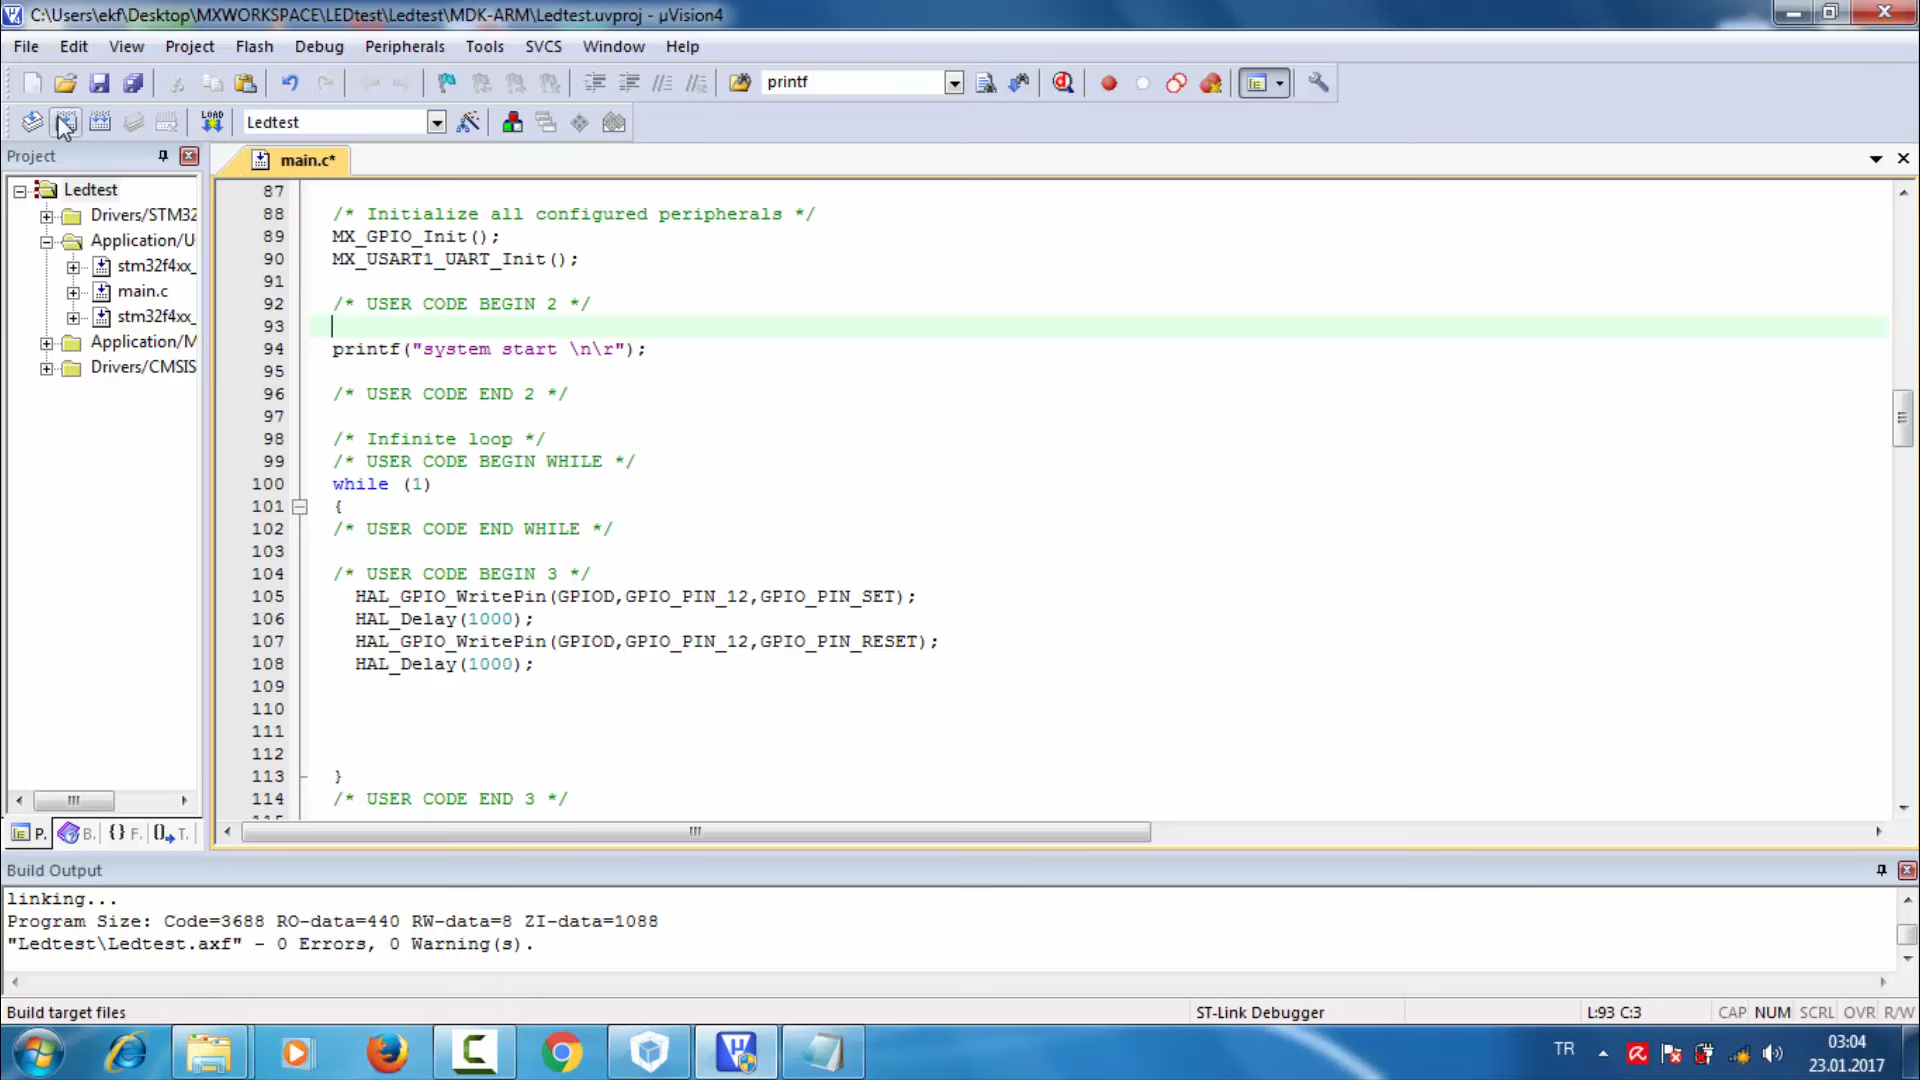 C:\Users\ekf\Desktop\MXWORKSPACE\LEDtest\Ledtest\MDK-ARM\Ledtest.uvproj - µVision4
File Edit View Project Flash Debug Peripherals Tools SVCS Window Help
printf
LOAD Ledtest
Project
main.c*
Ledtest
Drivers/STM32
Application/U
stm32f4xx_
main.c
stm32f4xx_
Application/M
Drivers/CMSIS
87
88 /* Initialize all configured peripherals */
89 MX_GPIO_Init();
90 MX_USART1_UART_Init();
91
92 /* USER CODE BEGIN 2 */
93
94 printf("system start \n\r");
95
96 /* USER CODE END 2 */
97
98 /* Infinite loop */
99 /* USER CODE BEGIN WHILE */
100 while (1)
101 {
102 /* USER CODE END WHILE */
103
104 /* USER CODE BEGIN 3 */
105 HAL_GPIO_WritePin(GPIOD,GPIO_PIN_12,GPIO_PIN_SET);
106 HAL_Delay(1000);
107 HAL_GPIO_WritePin(GPIOD,GPIO_PIN_12,GPIO_PIN_RESET);
108 HAL_Delay(1000);
109
110
111
112
113 }
114 /* USER CODE END 3 */
P. B. {} F. 0 T.
Build Output
linking...
Program Size: Code=3688 RO-data=440 RW-data=8 ZI-data=1088
"Ledtest\Ledtest.axf" - 0 Errors, 0 Warning(s).
Build target files ST-Link Debugger L:93 C:3 CAP NUM SCRL OVR R/W
TR 03:04
23.01.2017